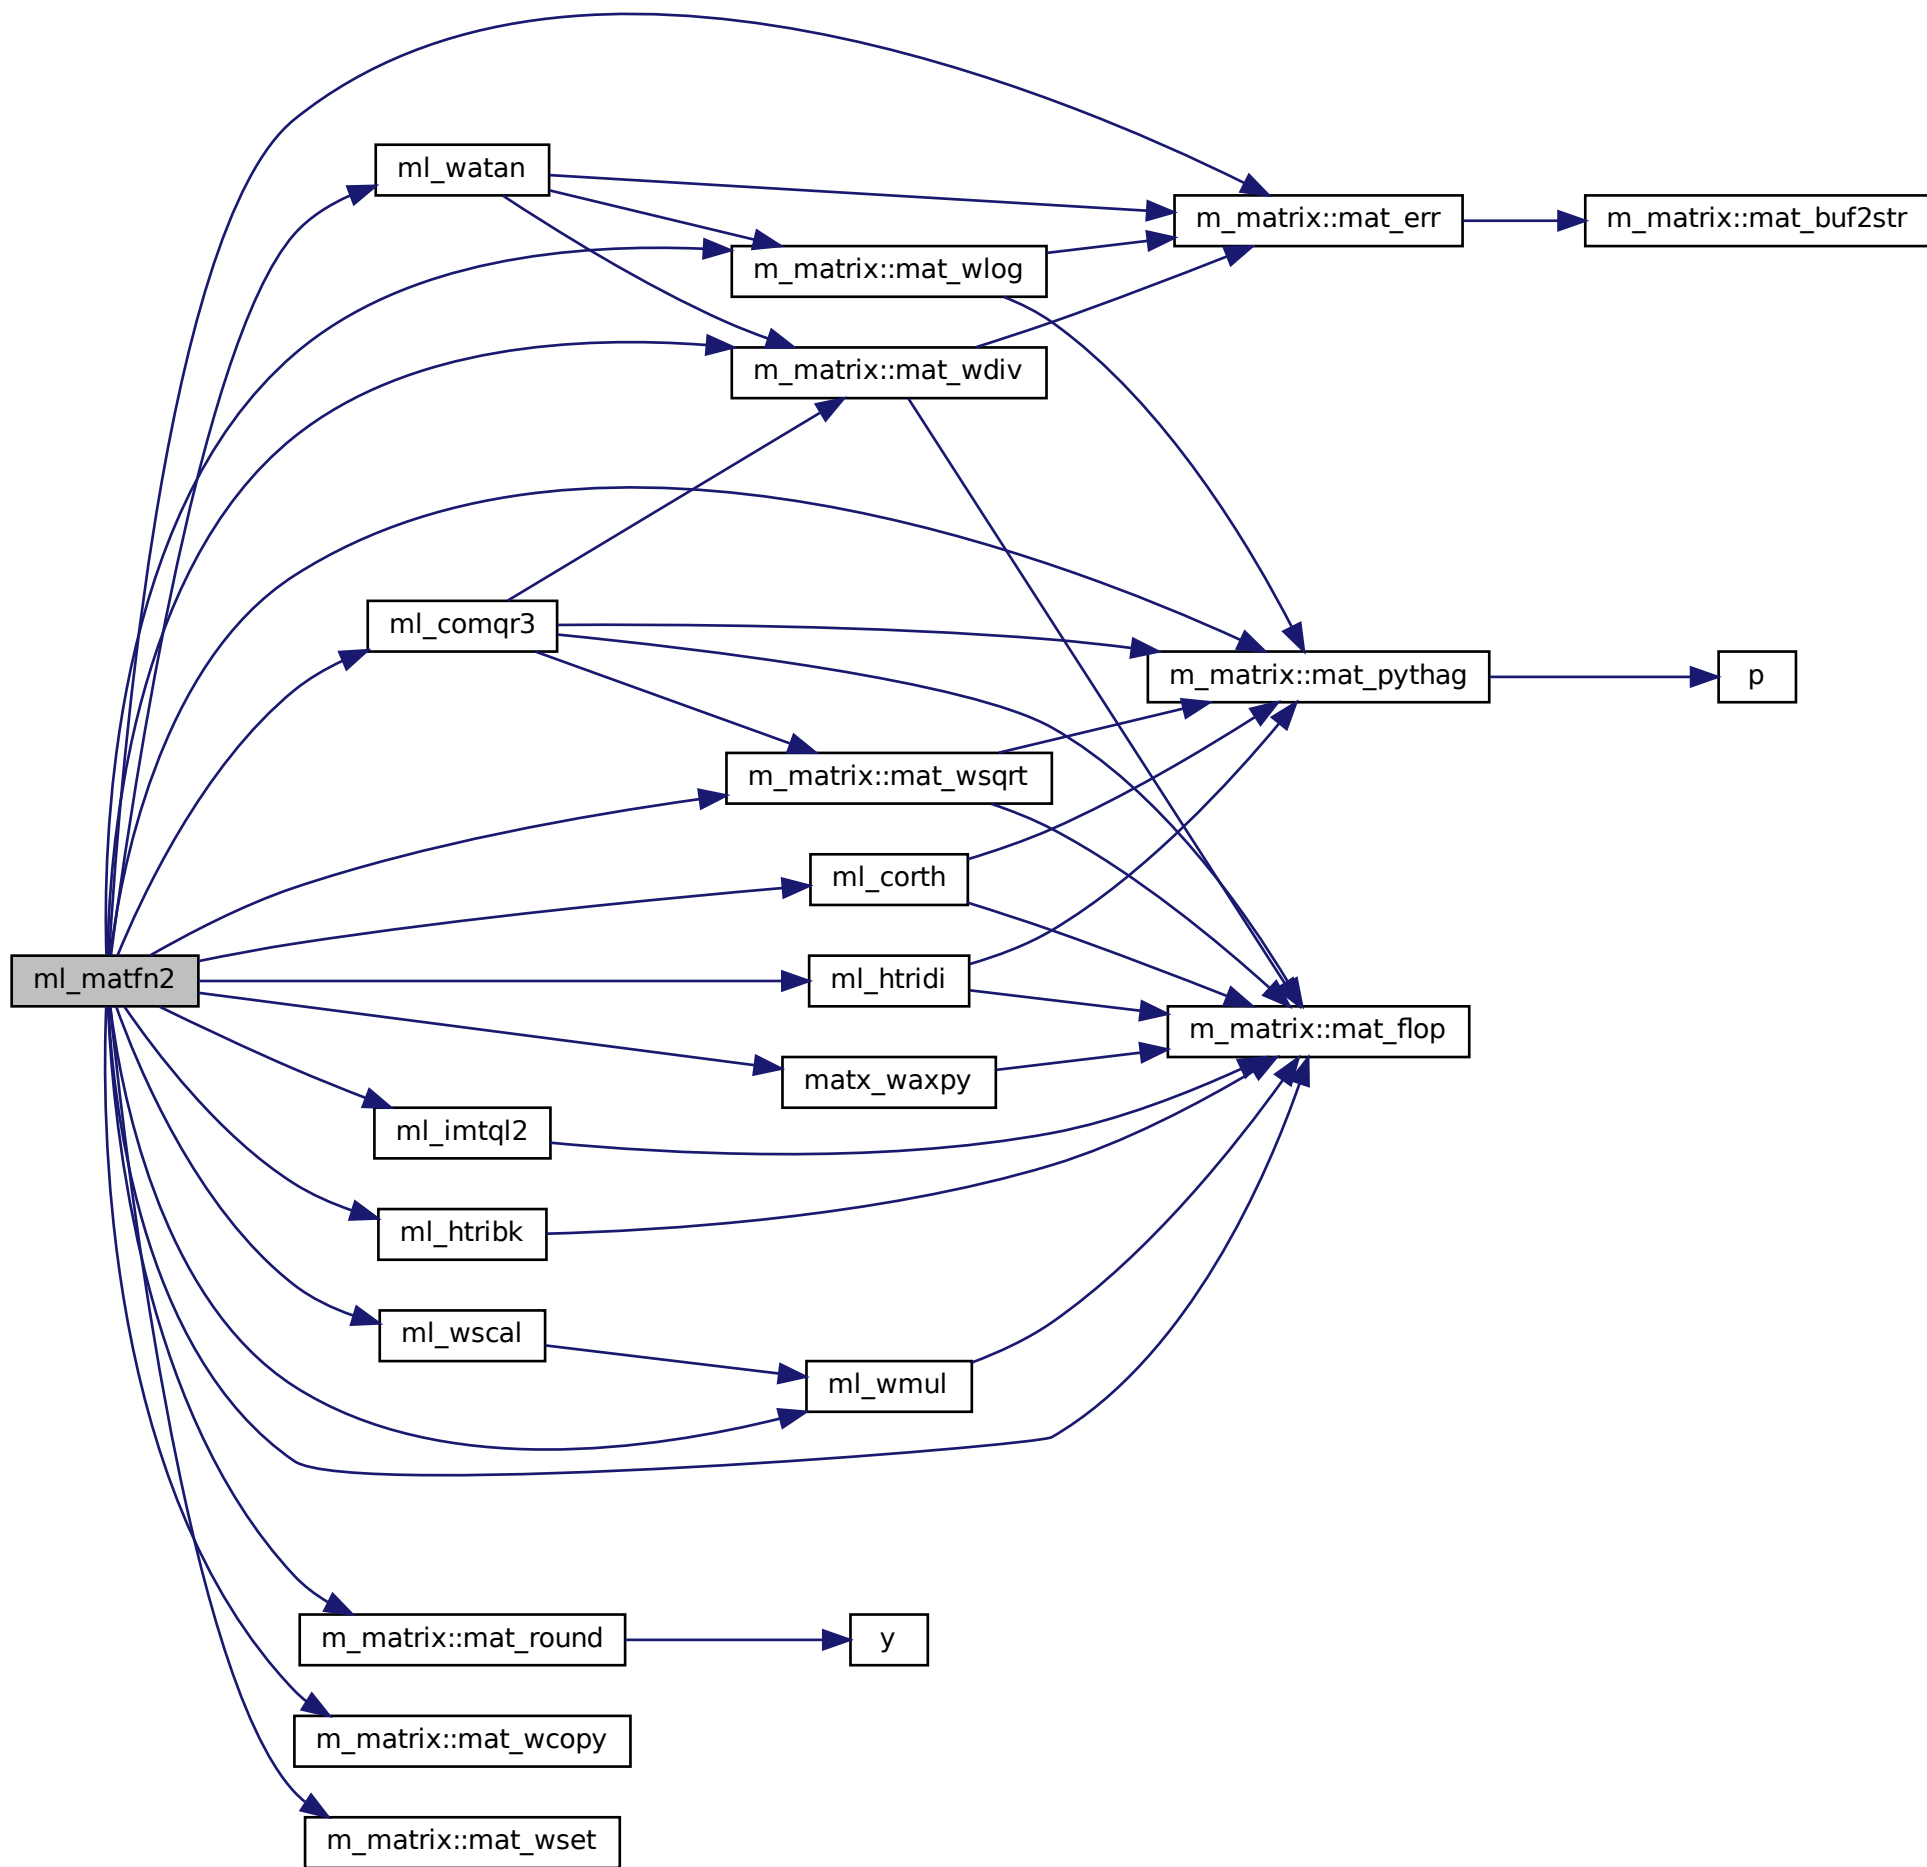 ml_watan
m_matrix::mat_err
m_matrix::mat_buf2str
m_matrix::mat_wlog
m_matrix::mat_wdiv
ml_comqr3
m_matrix::mat_pythag
p
m_matrix::mat_wsqrt
ml_corth
ml_matfn2
ml_htridi
m_matrix::mat_flop
matx_waxpy
ml_imtql2
ml_htribk
ml_wscal
ml_wmul
m_matrix::mat_round
y
m_matrix::mat_wcopy
m_matrix::mat_wset